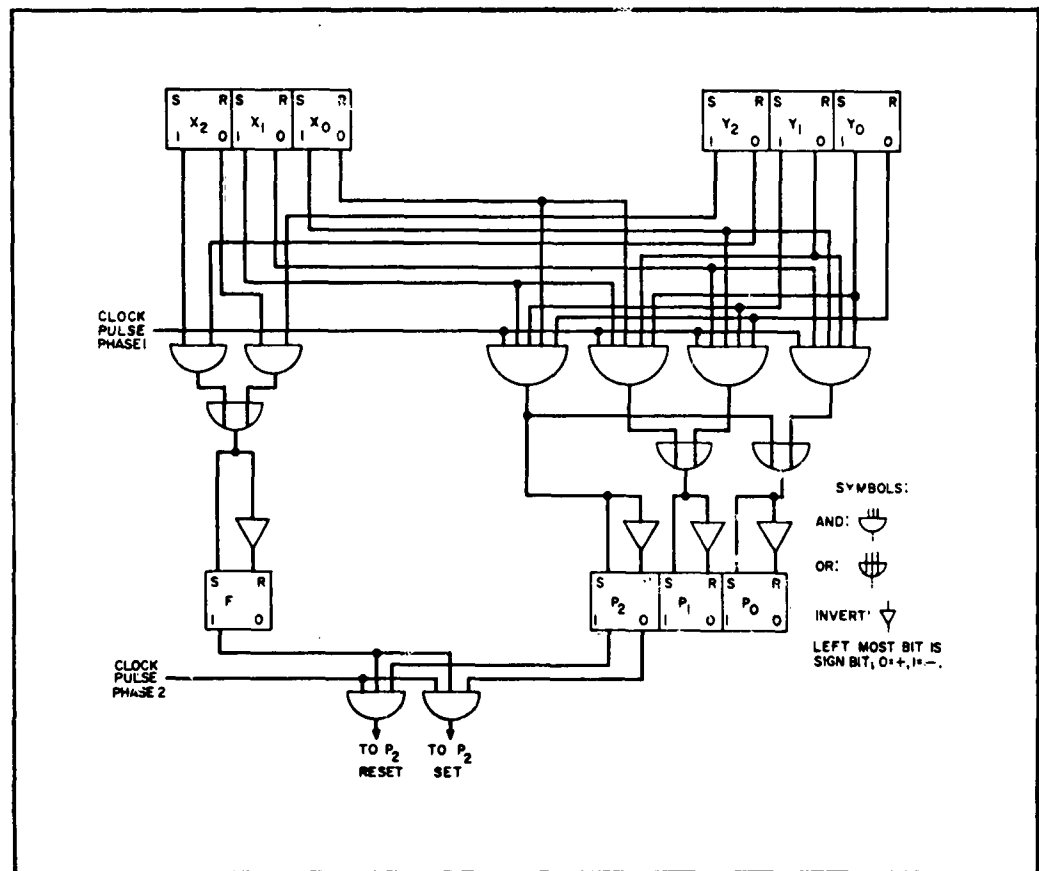 S R S R
X2 X1 X0 Y2 Y1 Y0
1 0 1 0 1 0 1 0 1 0 1 0
CLOCK
PULSE
PHASE 1
SYMBOLS:
AND:
OR:
INVERT'
LEFT MOST BIT IS
SIGN BIT, 0=+, 1=-.
S R S S R S R
F P2 P1 P0
1 0 1 0 1 0 1 0
CLOCK
PULSE
PHASE 2
TO P2
RESET
TO P2
SET